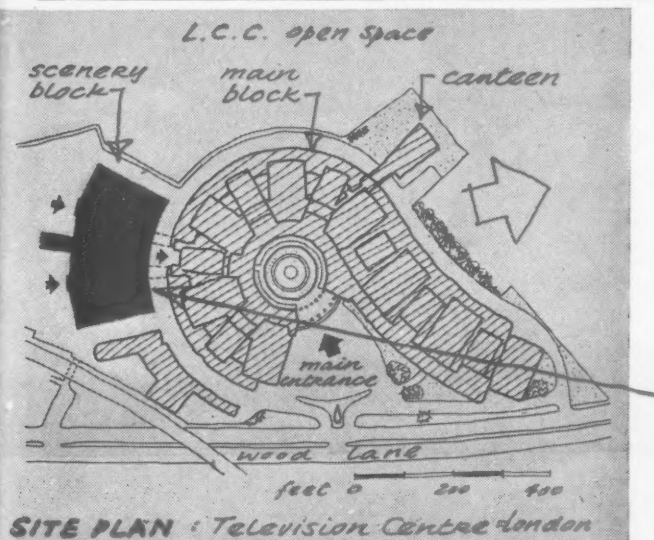 L.C.C. open space
scenery
block
main
block
canteen
main
entrance
wood lane
feet 0 200 400
SITE PLAN : Television Centre London